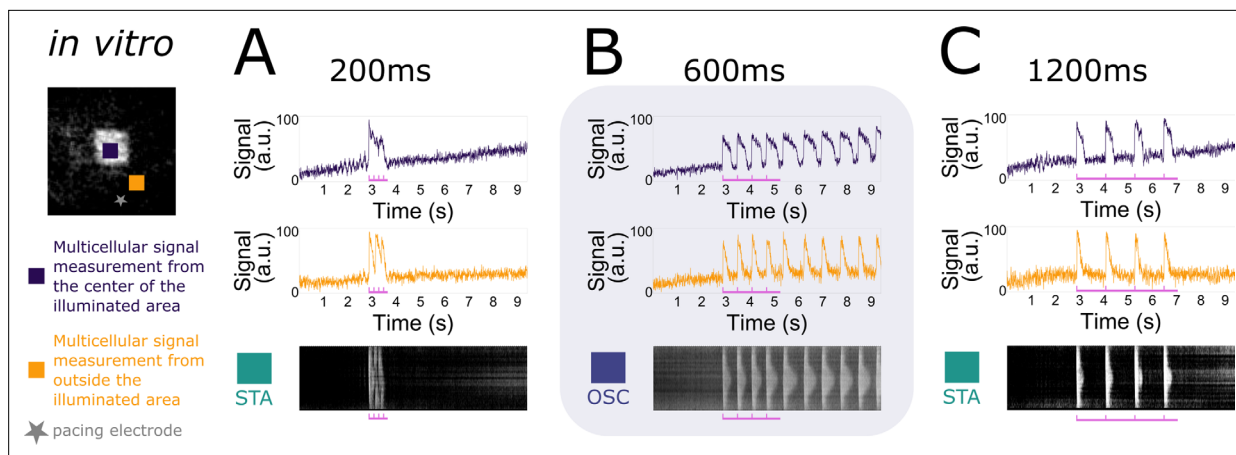 in vitro
Multicellular signal
measurement from
the center of the
illuminated area
Multicellular signal
measurement from
outside the
illuminated area
pacing electrode
A
200ms
Signal
(a.u.)
100
0
1 2 3 4 5 6 7 8 9
Time (s)
Signal
(a.u.)
100
0
1 2 3 4 5 6 7 8 9
Time (s)
STA
B
600ms
Signal
(a.u.)
100
0
1 2 3 4 5 6 7 8 9
Time (s)
Signal
(a.u.)
100
0
1 2 3 4 5 6 7 8 9
Time (s)
OSC
C
1200ms
Signal
(a.u.)
100
0
1 2 3 4 5 6 7 8 9
Time (s)
Signal
(a.u.)
100
0
1 2 3 4 5 6 7 8 9
Time (s)
STA